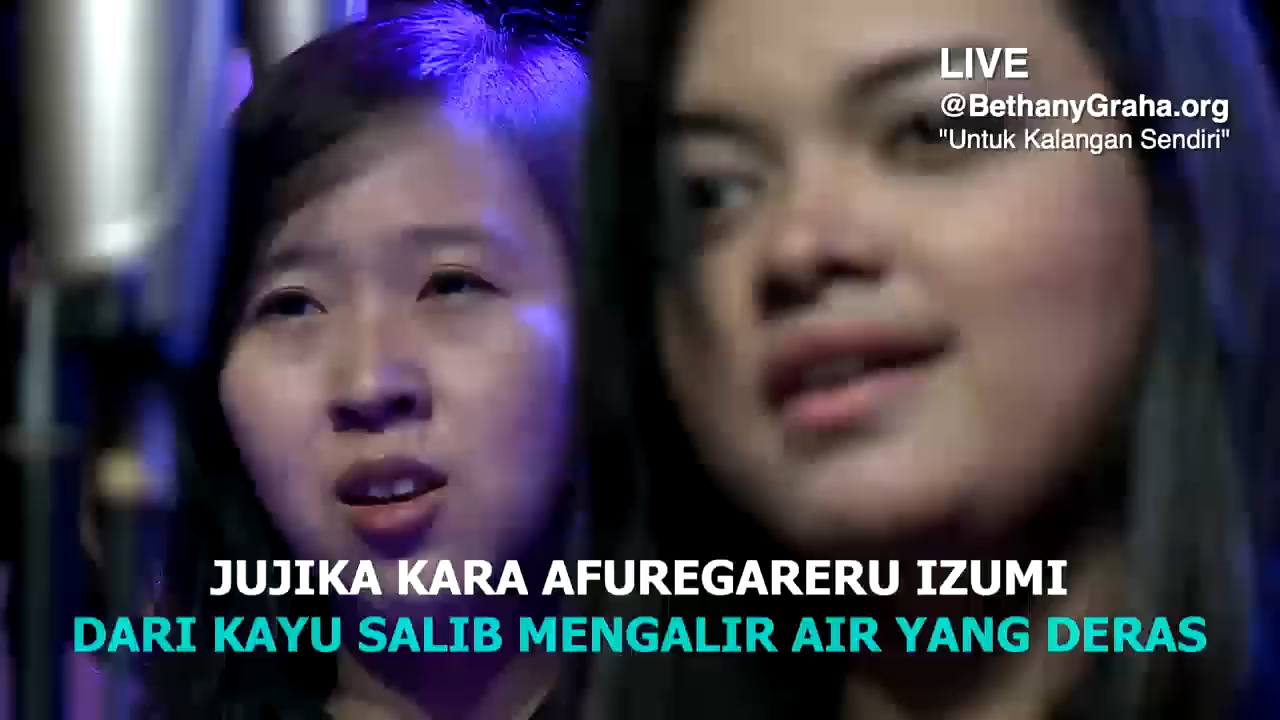 LIVE
@BethanyGraha.org
"Untuk Kalangan Sendiri"
JUJIKA KARA AFUREGARERU IZUMI
DARI KAYU SALIB MENGALIR AIR YANG DERAS